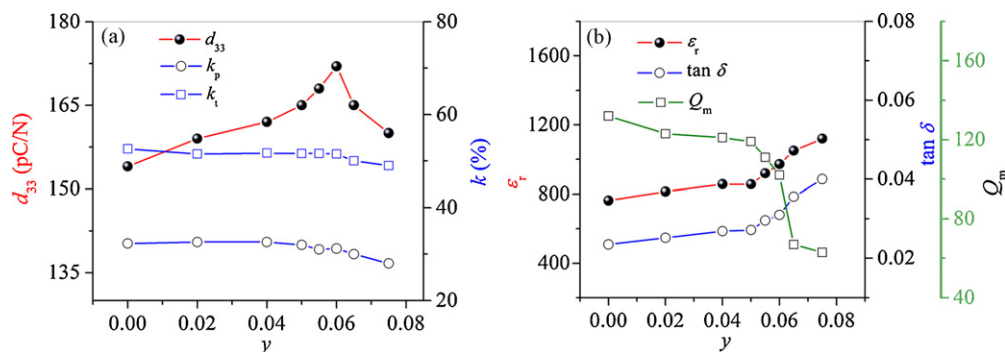 (a)
d33
kp
kt
180
165
150
135
d33 (pC/N)
80
60
40
20
k (%)
0.00 0.02 0.04 0.06 0.08
y
(b)
εr
tan δ
Qm
1600
1200
800
400
εr
0.08
0.06
0.04
0.02
tan δ
180
120
80
40
Qm
0.00 0.02 0.04 0.06 0.08
y